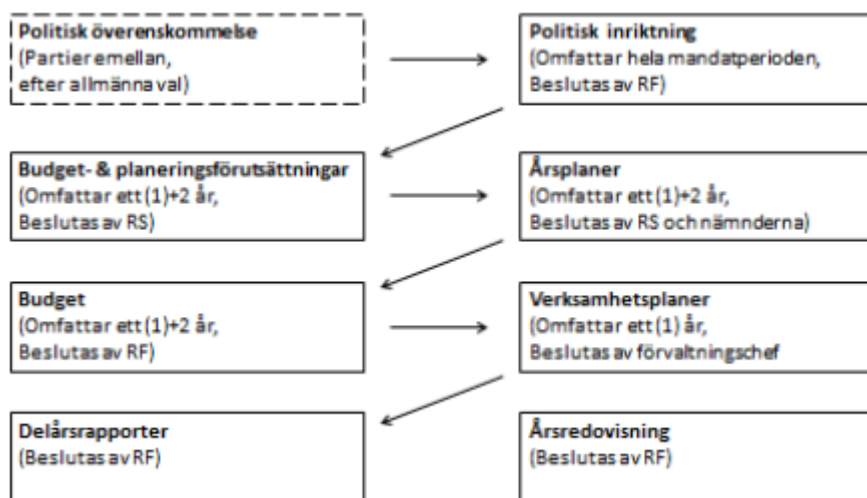 Politisk överenskommelse
(Partier emellan,
efter allmänna val)
Politisk inriktning
(Omfattar hela mandatperioden,
Beslutas av RF)
Budget- & planeringsförutsättningar
(Omfattar ett (1)+2 år,
Beslutas av RS)
Årsplaner
(Omfattar ett (1)+2 år,
Beslutas av RS och nämnderna)
Budget
(Omfattar ett (1)+2 år,
Beslutas av RF)
Verksamhetsplaner
(Omfattar ett (1) år,
Beslutas av förvaltningschef
Delårsrapporter
(Beslutas av RF)
Årsredovisning
(Beslutas av RF)